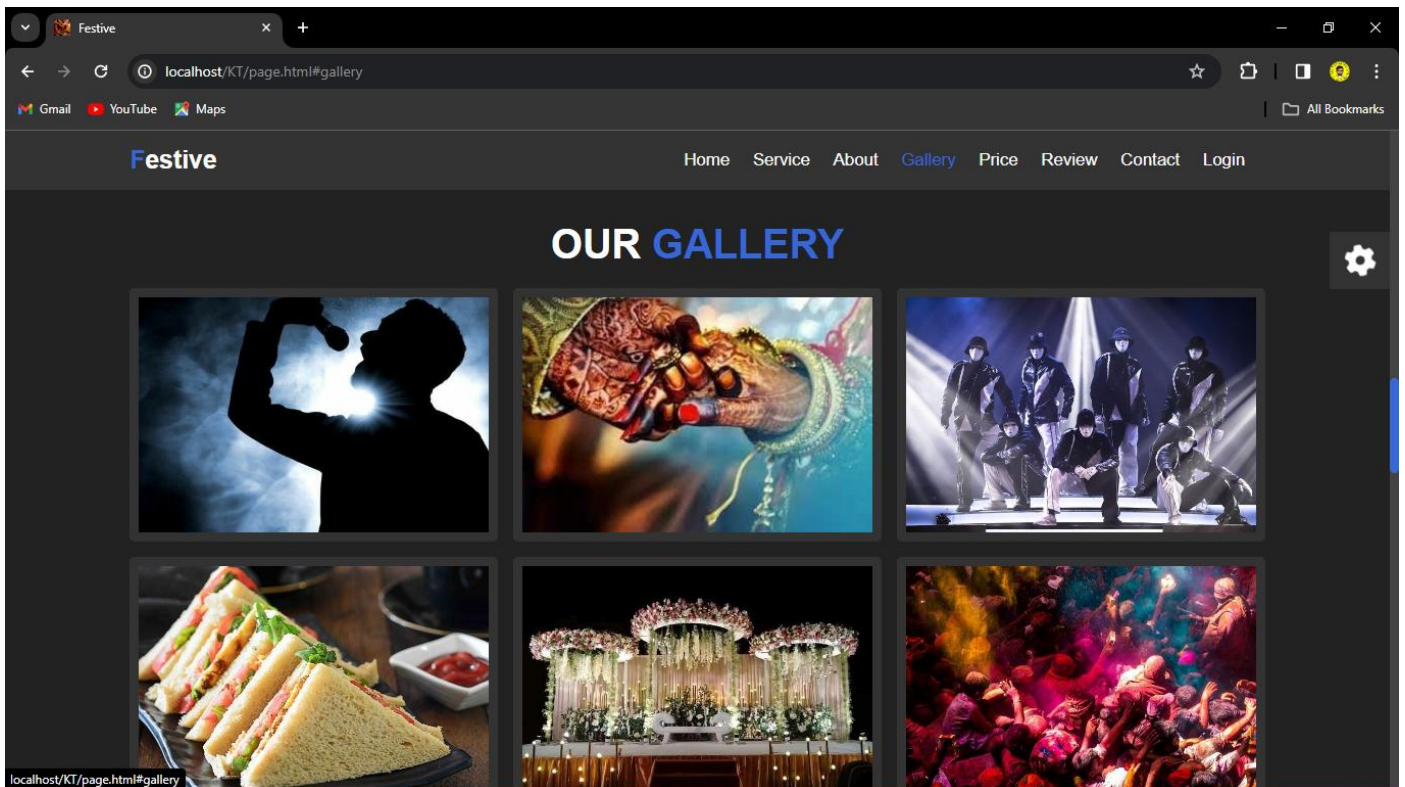 Festive
localhost/KT/page.html#gallery
Gmail YouTube Maps All Bookmarks
Festive Home Service About Gallery Price Review Contact Login
OUR GALLERY
localhost/KT/page.html#gallery